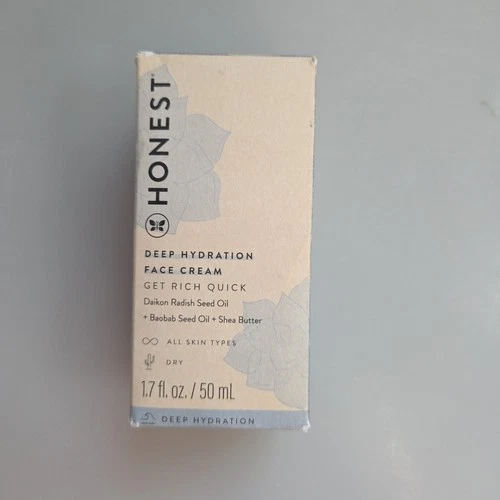 HONEST
DEEP HYDRATION
FACE CREAM
GET RICH QUICK
Daikon Radish Seed Oil
+ Baobab Seed Oil + Shea Butter
ALL SKIN TYPES
DRY
1.7 fl. oz. / 50 mL
DEEP HYDRATION